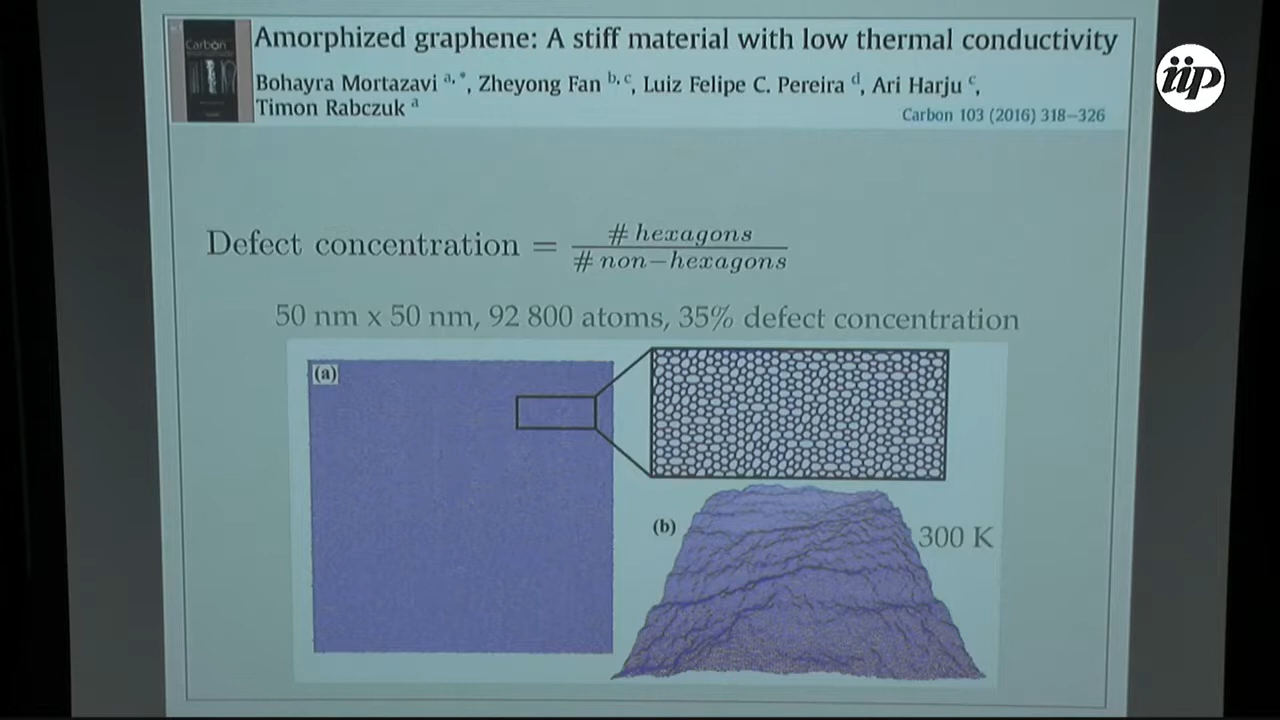 Carbon
Amorphized graphene: A stiff material with low thermal conductivity
Bohayra Mortazavi a, *, Zheyong Fan b, c, Luiz Felipe C. Pereira d, Ari Harju c,
Timon Rabczuk a
Carbon 103 (2016) 318–326
iip
Defect concentration = # hexagons / # non−hexagons
50 nm x 50 nm, 92 800 atoms, 35% defect concentration
(a)
(b)
300 K